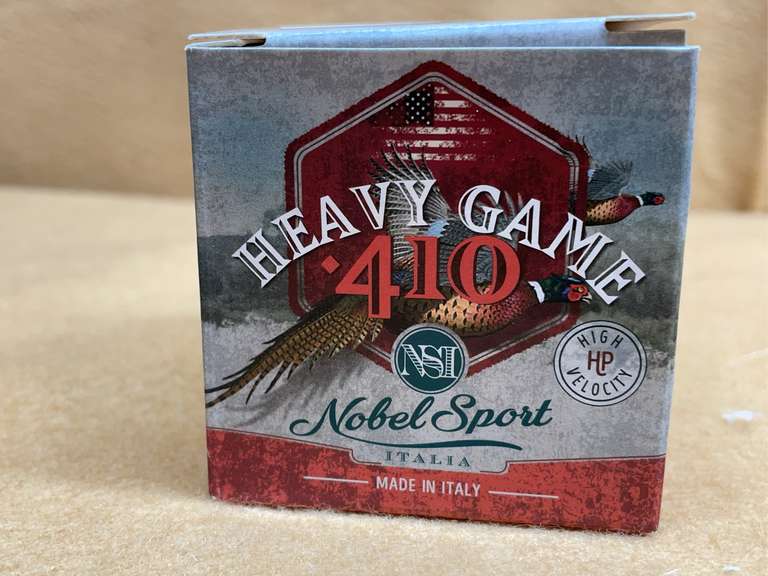 HEAVY GAME
.410
NSI
HIGH
HP
VELOCITY
Nobel Sport
ITALIA
MADE IN ITALY